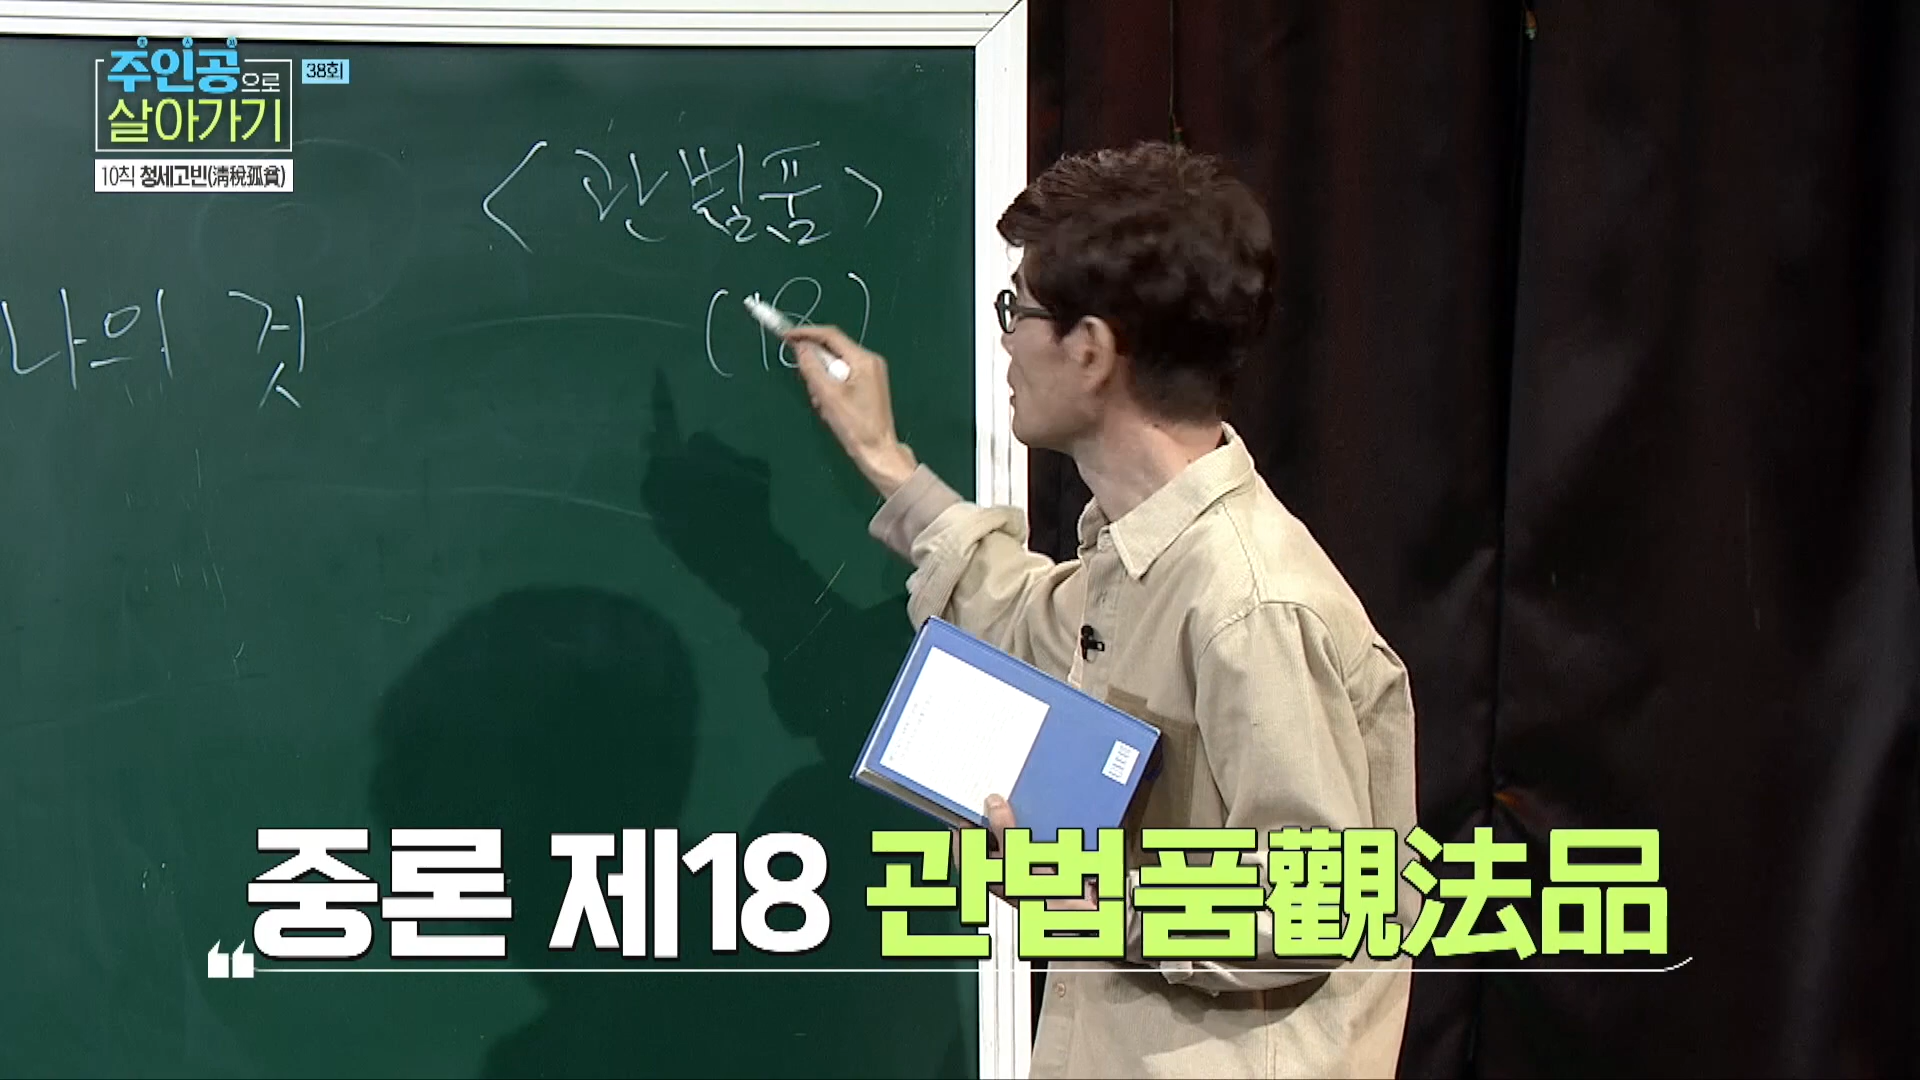 주인공으로
살아가기
38회
10칙 청세고빈(淸稅孤貧)
<관법품>
(18)
나의 것
중론 제18 관법품觀法品